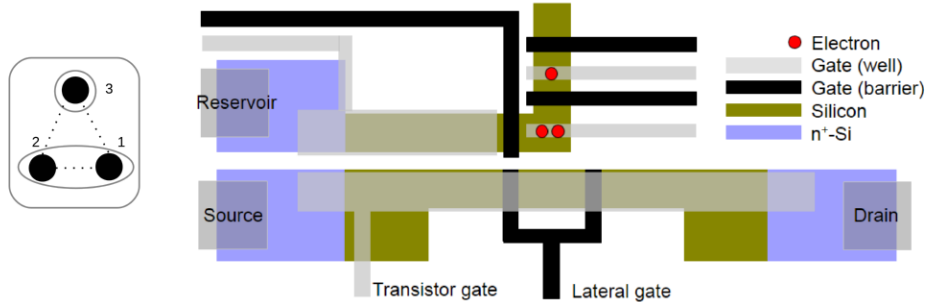 3
2
1
Reservoir
Electron
Gate (well)
Gate (barrier)
Silicon
n⁺-Si
Source
Drain
Transistor gate
Lateral gate